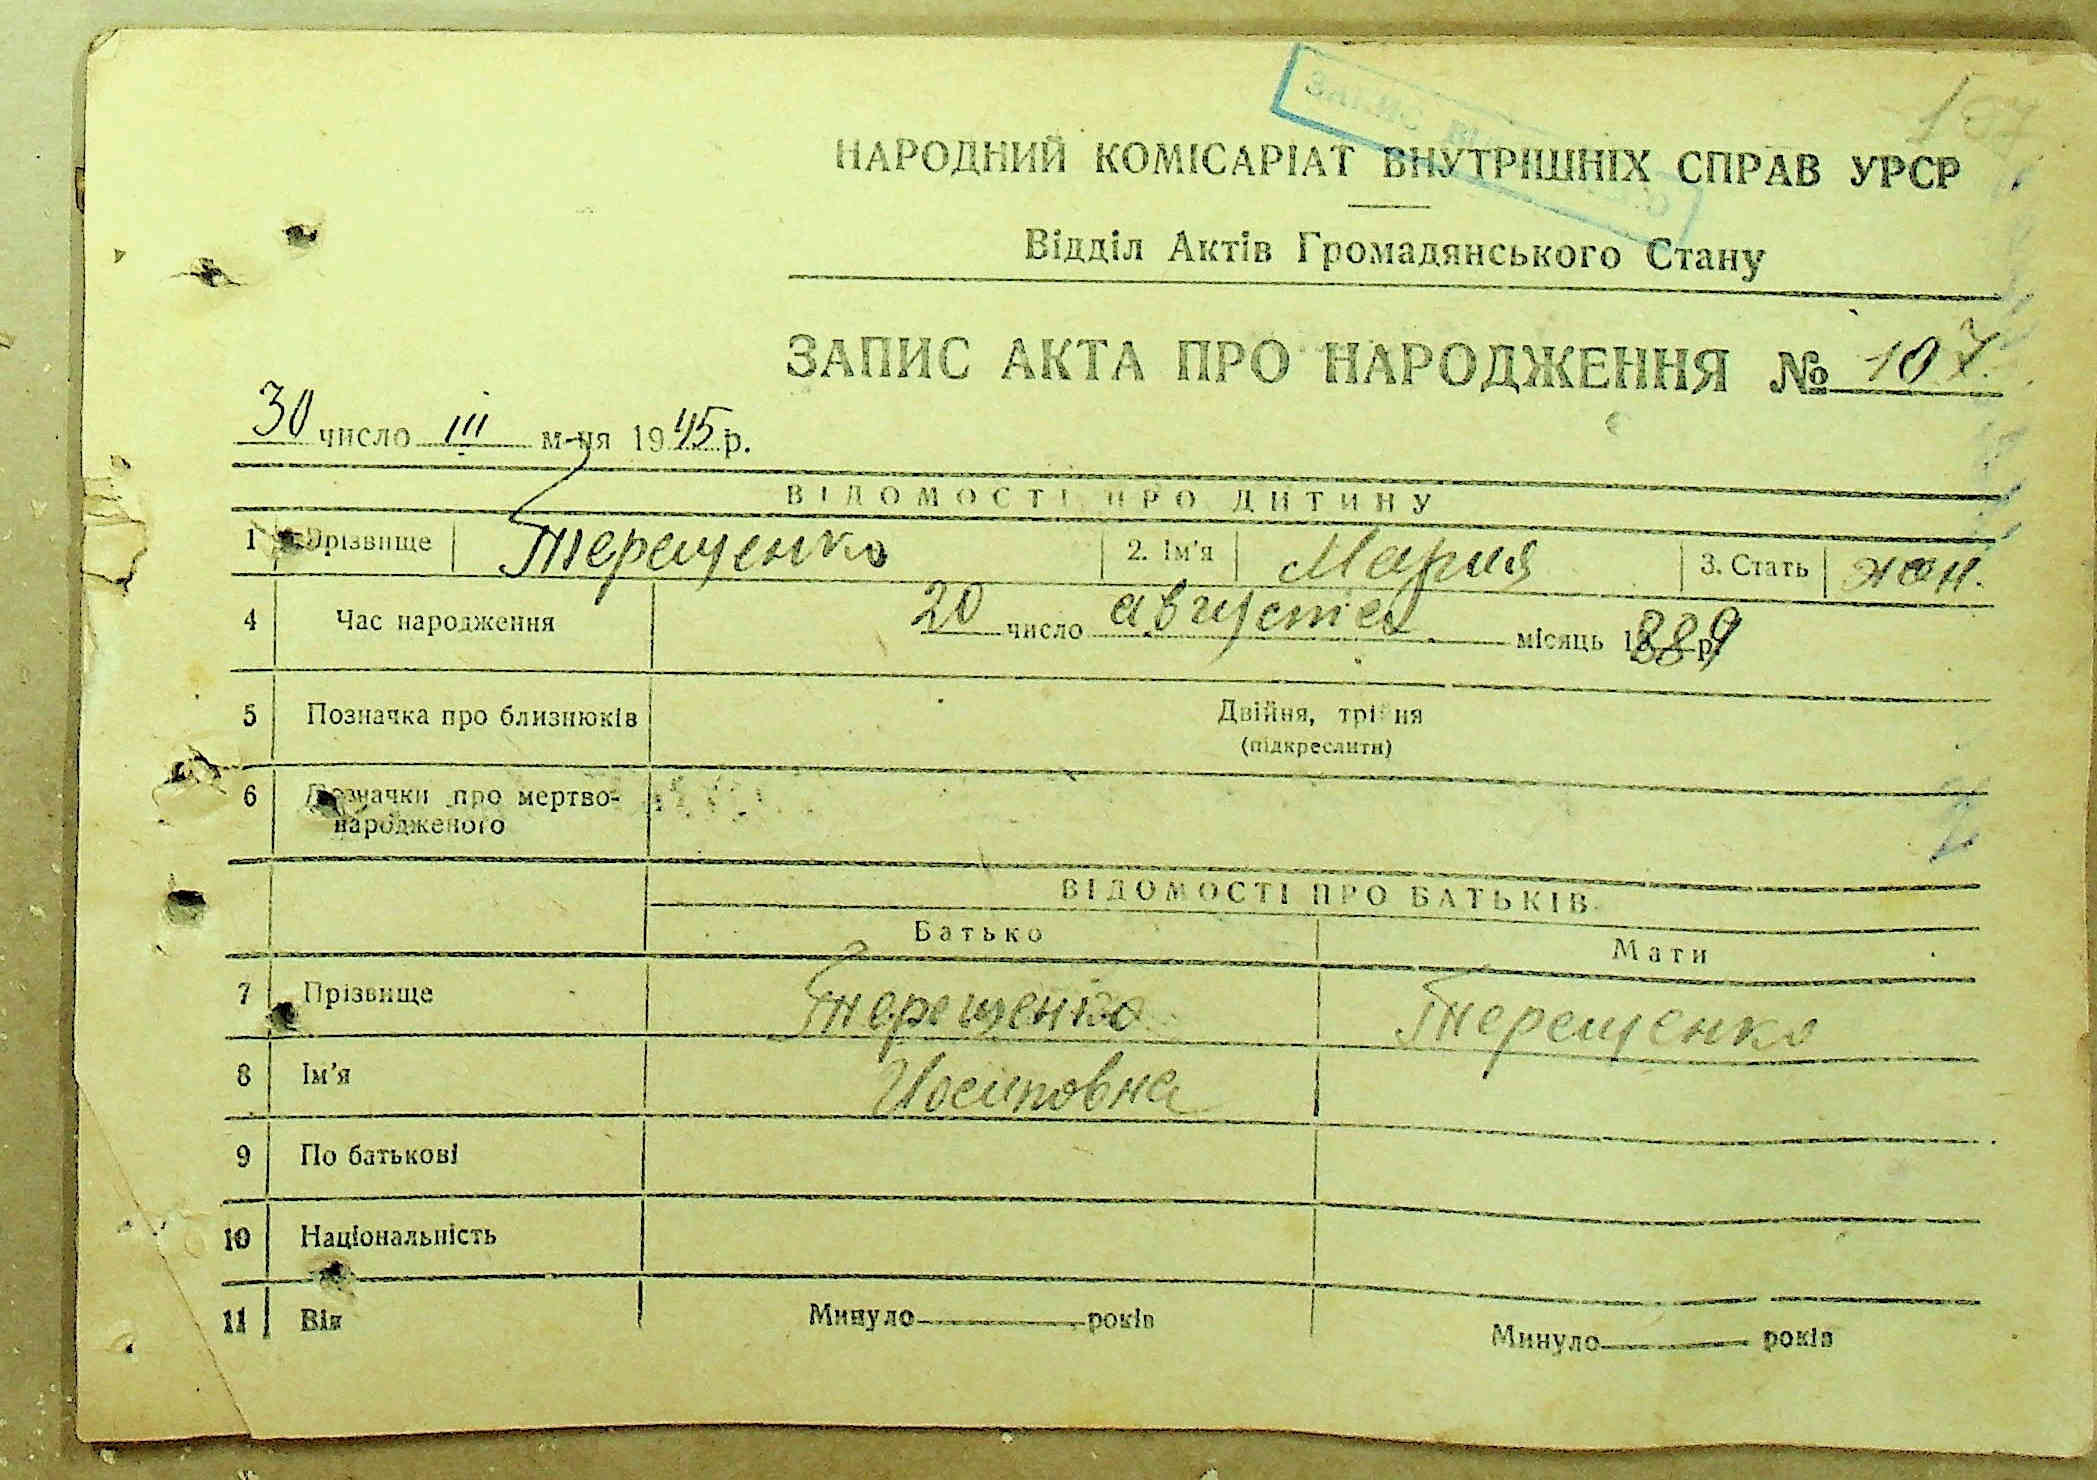 137
НАРОДНИЙ КОМІСАРІАТ ВНУТРІШНІХ СПРАВ УРСР
Відділ Актів Громадянського Стану
ЗАПИС АКТА ПРО НАРОДЖЕННЯ № 107
30 число III м-ця 1945 р.
ВІДОМОСТІ ПРО ДИТИНУ
1 Прізвище Терещенко 2. Ім'я Мария 3. Стать жен.
4 Час народження 20 число августа місяць 1889 р.
5 Позначка про близнюків Двійня, трійня
(підкреслити)
6 Позначки про мертво-
народженого
ВІДОМОСТІ ПРО БАТЬКІВ
Батько Мати
7 Прізвище Терещенко Терещенко
8 Ім'я Иосиповна
9 По батькові
10 Національність
11 Вік Минуло років Минуло років